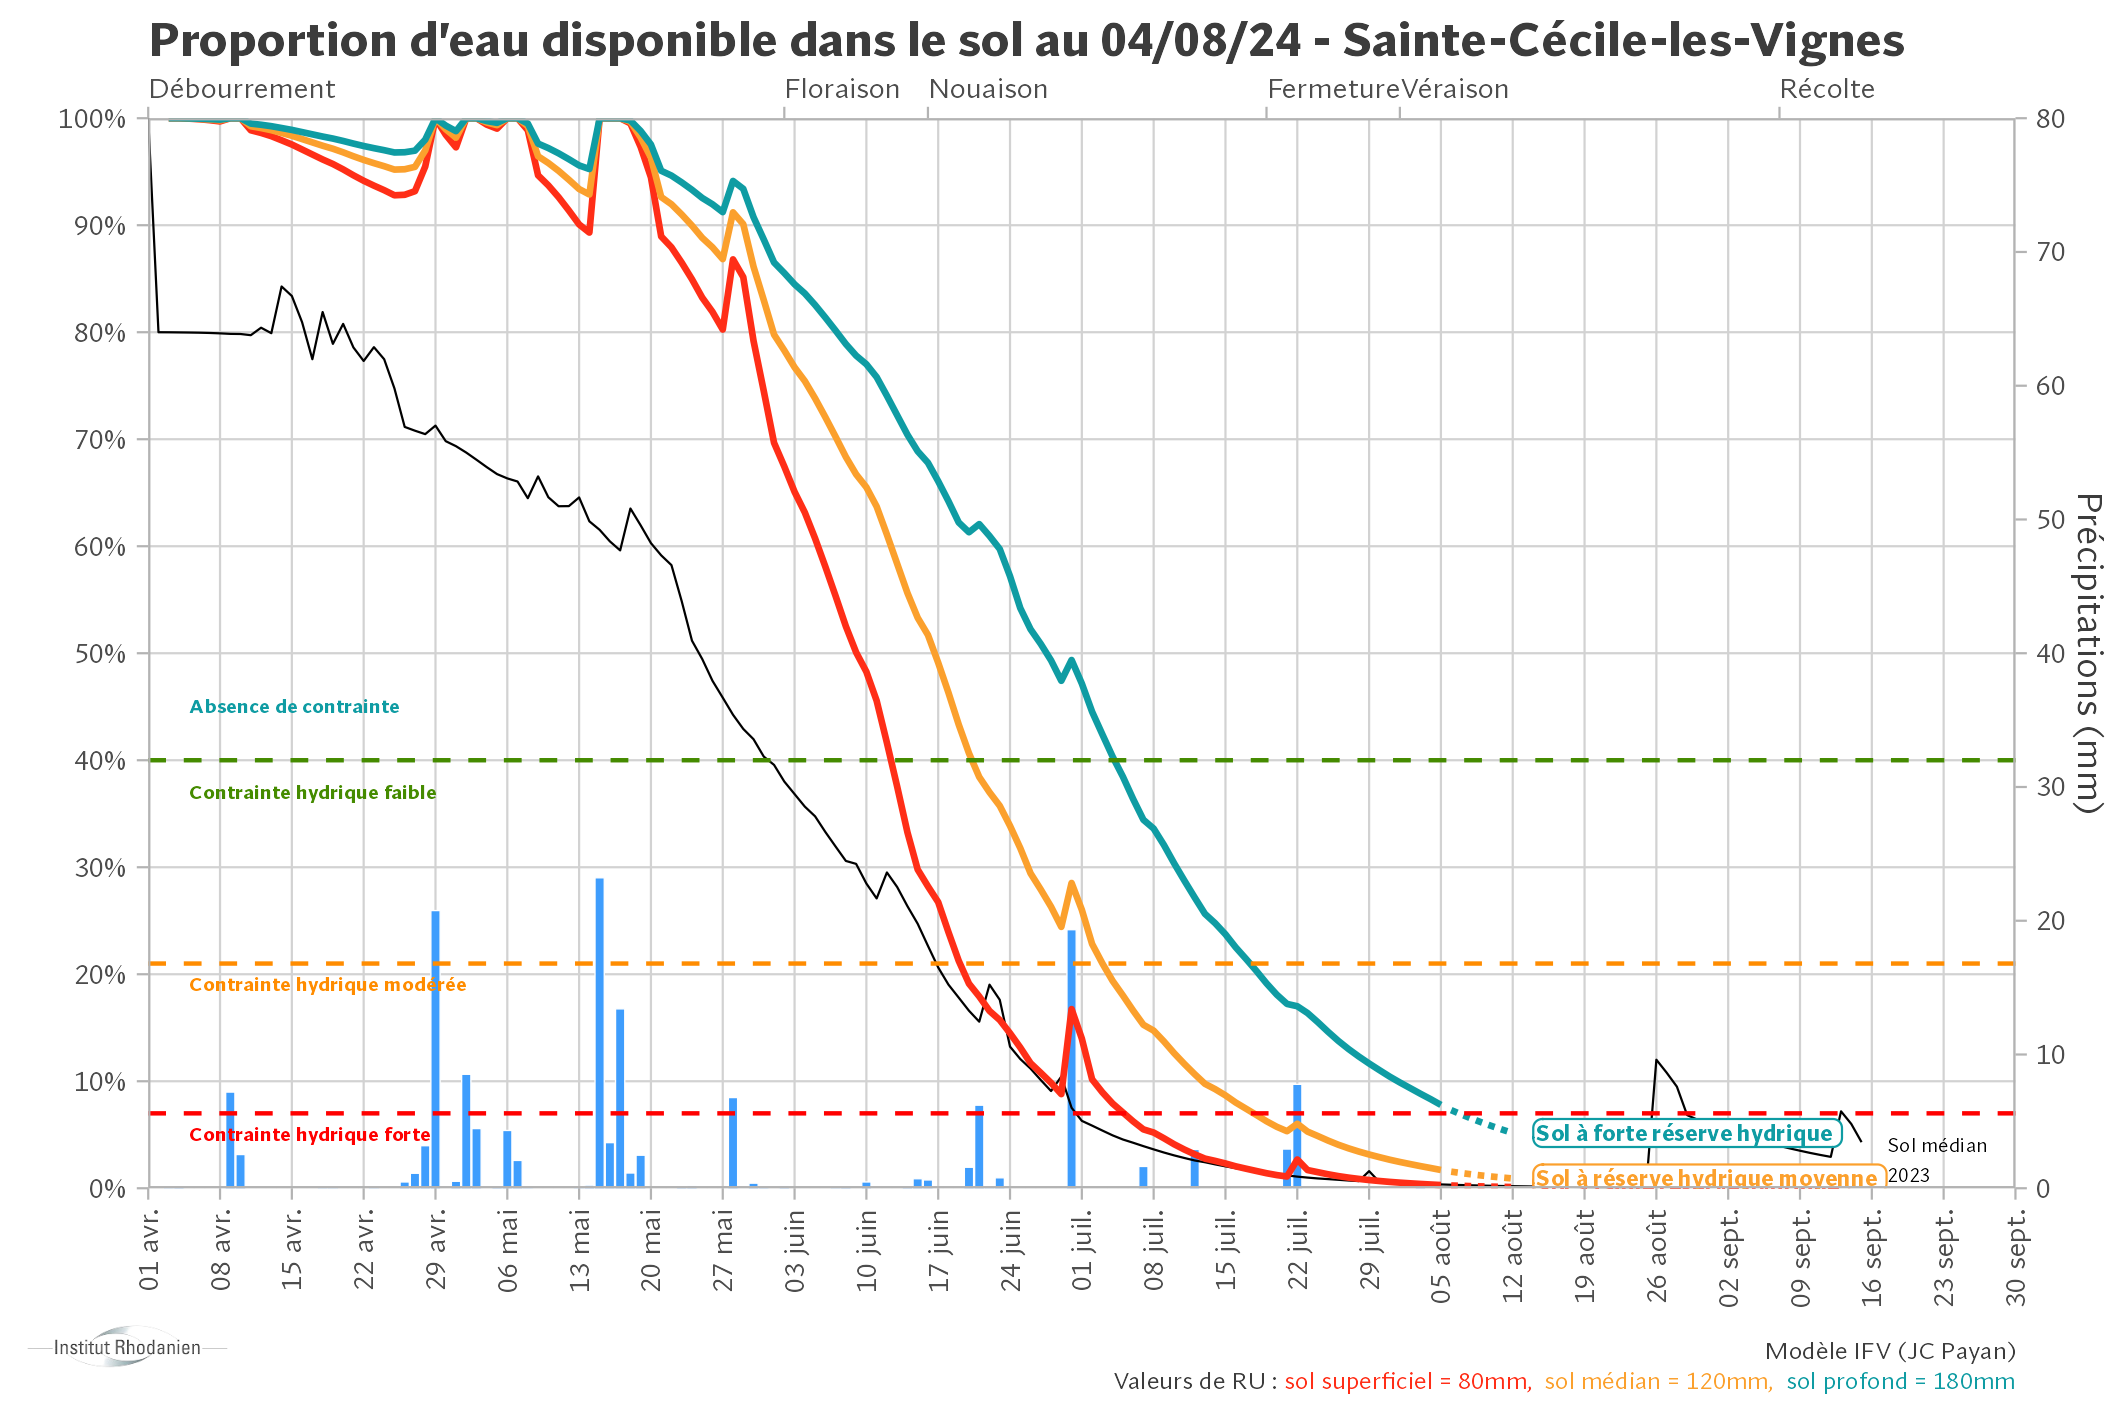 Proportion d'eau disponible dans le sol au 04/08/24 - Sainte-Cécile-les-Vignes
Débourrement Floraison Nouaison Fermeture Véraison Récolte
100% 80
90%
70
80%
60
70%
60% 50
50% 40
Précipitations (mm)
Absence de contrainte
40%
Contrainte hydrique faible
30
30%
20
20%
Contrainte hydrique modérée
10% 10
Contrainte hydrique forte
Sol à forte réserve hydrique
Sol médian
2023
Sol à réserve hydrique moyenne
0% 0
01 avr. 08 avr. 15 avr. 22 avr. 29 avr. 06 mai 13 mai 20 mai 27 mai 03 juin 10 juin 17 juin 24 juin 01 juil. 08 juil. 15 juil. 22 juil. 29 juil. 05 août 12 août 19 août 26 août 02 sept. 09 sept. 16 sept. 23 sept. 30 sept.
Institut Rhodanien
Modèle IFV (JC Payan)
Valeurs de RU : sol superficiel = 80mm, sol médian = 120mm, sol profond = 180mm